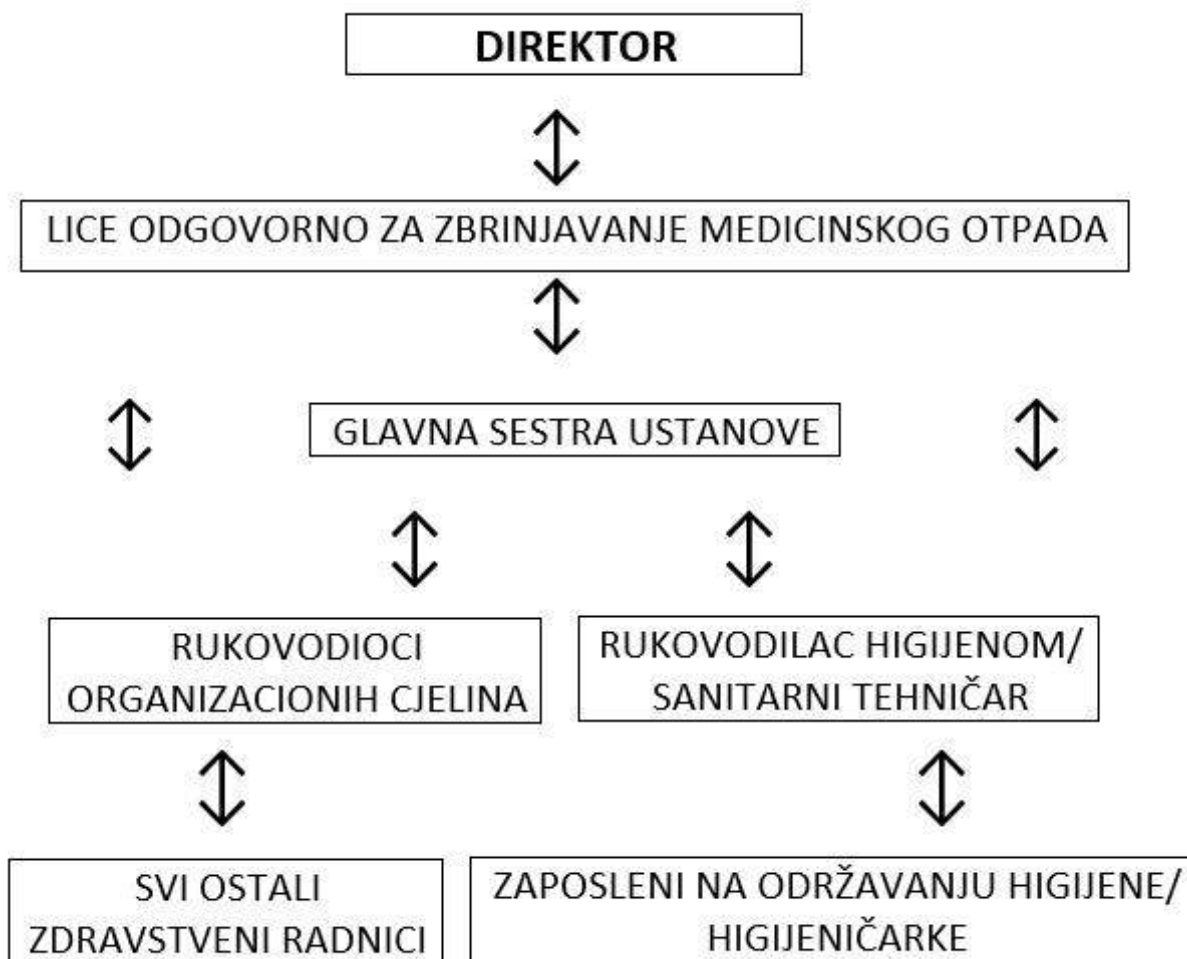 DIREKTOR
LICE ODGOVORNO ZA ZBRINJAVANJE MEDICINSKOG OTPADA
GLAVNA SESTRA USTANOVE
RUKOVODIOCI
ORGANIZACIONIH CJELINA
RUKOVODILAC HIGIJENOM/
SANITARNI TEHNIČAR
SVI OSTALI
ZDRAVSTVENI RADNICI
ZAPOSLENI NA ODRŽAVANJU HIGIJENE/
HIGIJENIČARKE